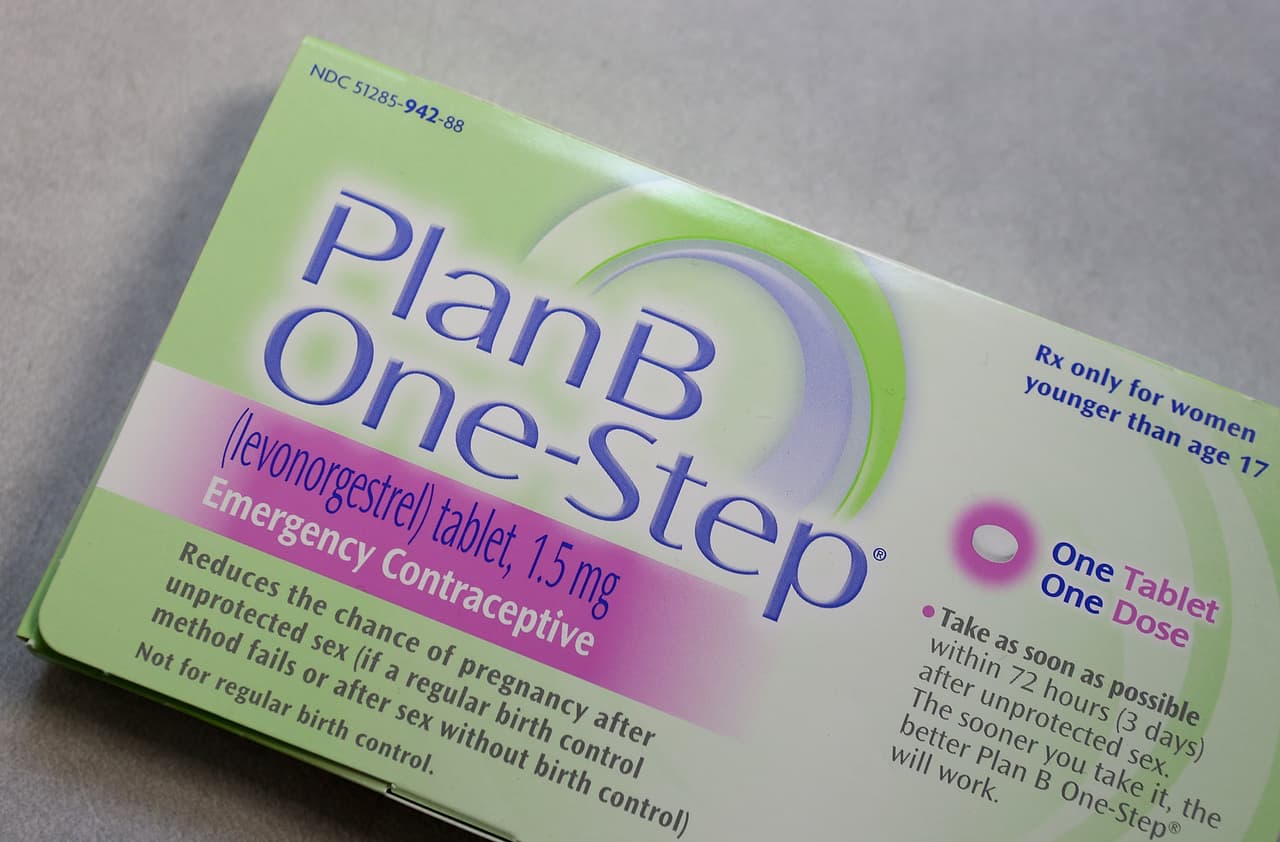 NDC 51285-942-88
Plan B
One-Step®
(levonorgestrel) tablet, 1.5 mg
Emergency Contraceptive
Reduces the chance of pregnancy after
unprotected sex (if a regular birth control
method fails or after sex without birth control)
Not for regular birth control.
Rx only for women
younger than age 17
One Tablet
One Dose
• Take as soon as possible
within 72 hours (3 days)
after unprotected sex.
The sooner you take it, the
better Plan B One-Step®
will work.